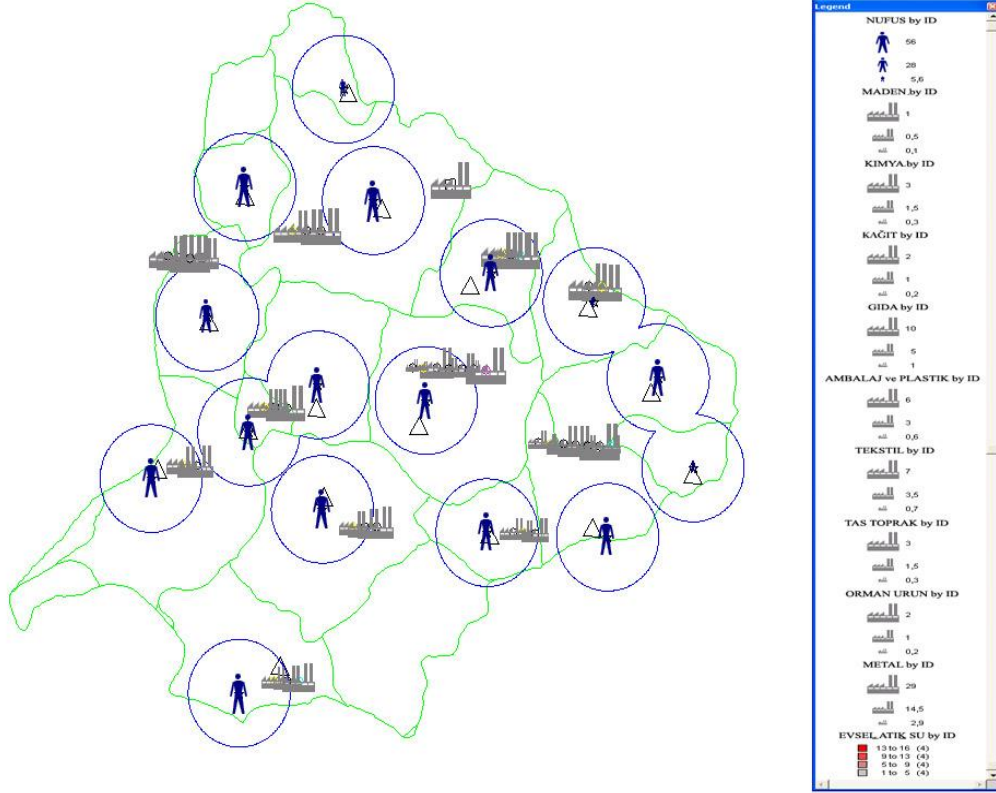 Legend
NUFUS by ID
56
28
5,6
MADEN by ID
1
0,5
0,1
KIMYA by ID
3
1,5
0,3
KAĞIT by ID
2
1
0,2
GIDA by ID
10
5
1
AMBALAJ ve PLASTIK by ID
6
3
0,6
TEKSTIL by ID
7
3,5
0,7
TAS TOPRAK by ID
3
1,5
0,3
ORMAN URUN by ID
2
1
0,2
METAL by ID
29
14,5
2,9
EVSEL ATIK SU by ID
13 to 16 (4)
9 to 13 (4)
5 to 9 (4)
1 to 5 (4)